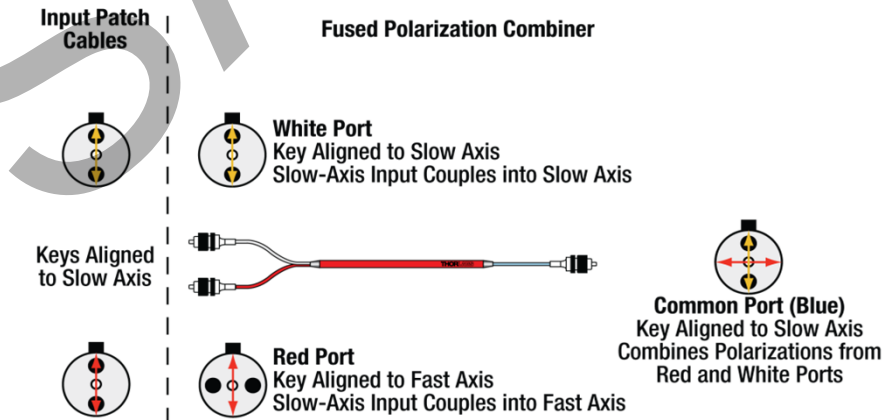 Input Patch
Cables
Fused Polarization Combiner
White Port
Key Aligned to Slow Axis
Slow-Axis Input Couples into Slow Axis
Keys Aligned
to Slow Axis
Common Port (Blue)
Key Aligned to Slow Axis
Combines Polarizations from
Red and White Ports
Red Port
Key Aligned to Fast Axis
Slow-Axis Input Couples into Fast Axis